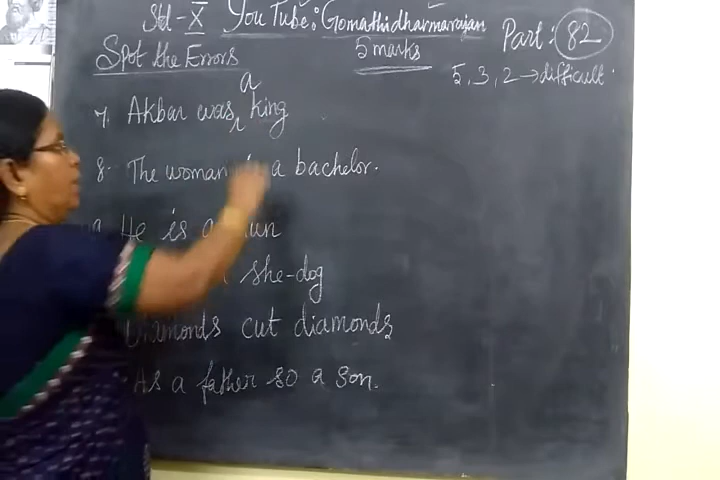 Std - X YouTube: Gomathidharmarajan
Part: 82
Spot the Errors 5 marks
5, 3, 2 → difficult.
a
7. Akbar was ʌ king
8. The woman is a bachelor.
9. He is a nun
she-dog
Diamonds cut diamonds
As a father so a son.